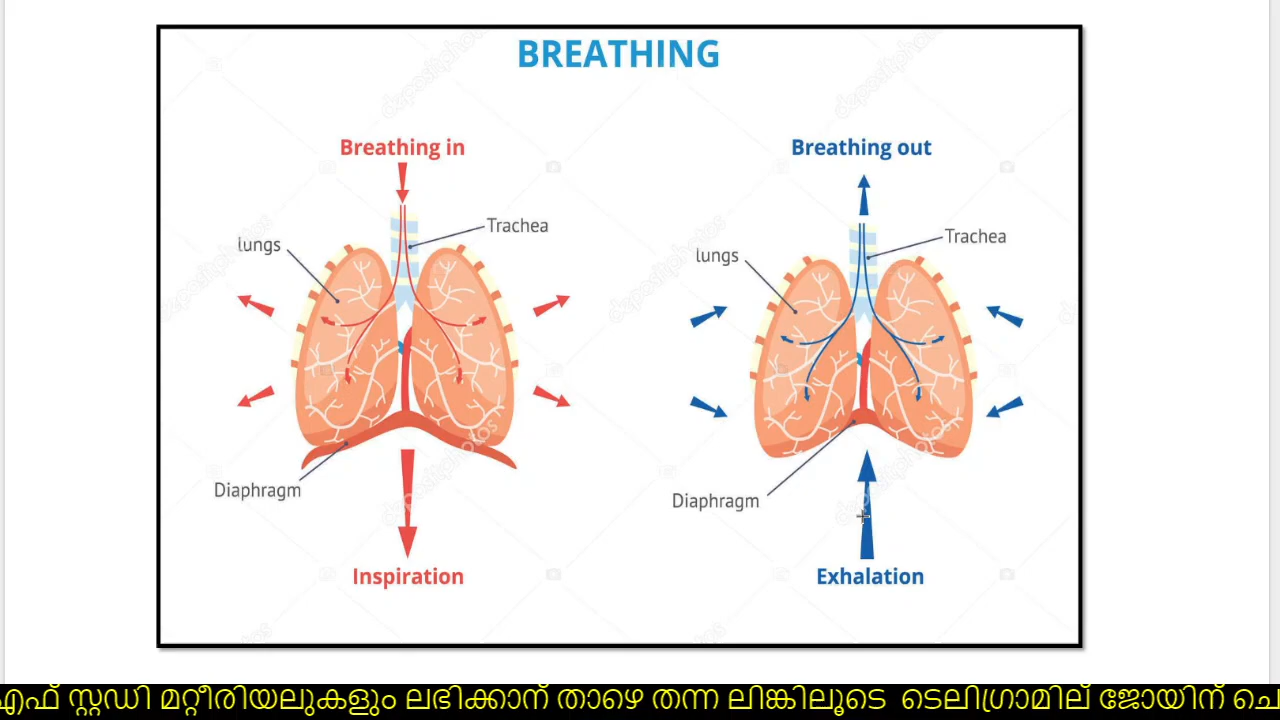 BREATHING
Breathing in
Breathing out
Trachea
lungs
Trachea
lungs
Diaphragm
Diaphragm
Inspiration
Exhalation
depositphotos
എഫ് സ്റ്റഡി മറ്റീരിയലുകളും ലഭിക്കാന് താഴെ തന്ന ലിങ്കിലൂടെ ടെലിഗ്രാമില് ജോയിന് ചെ